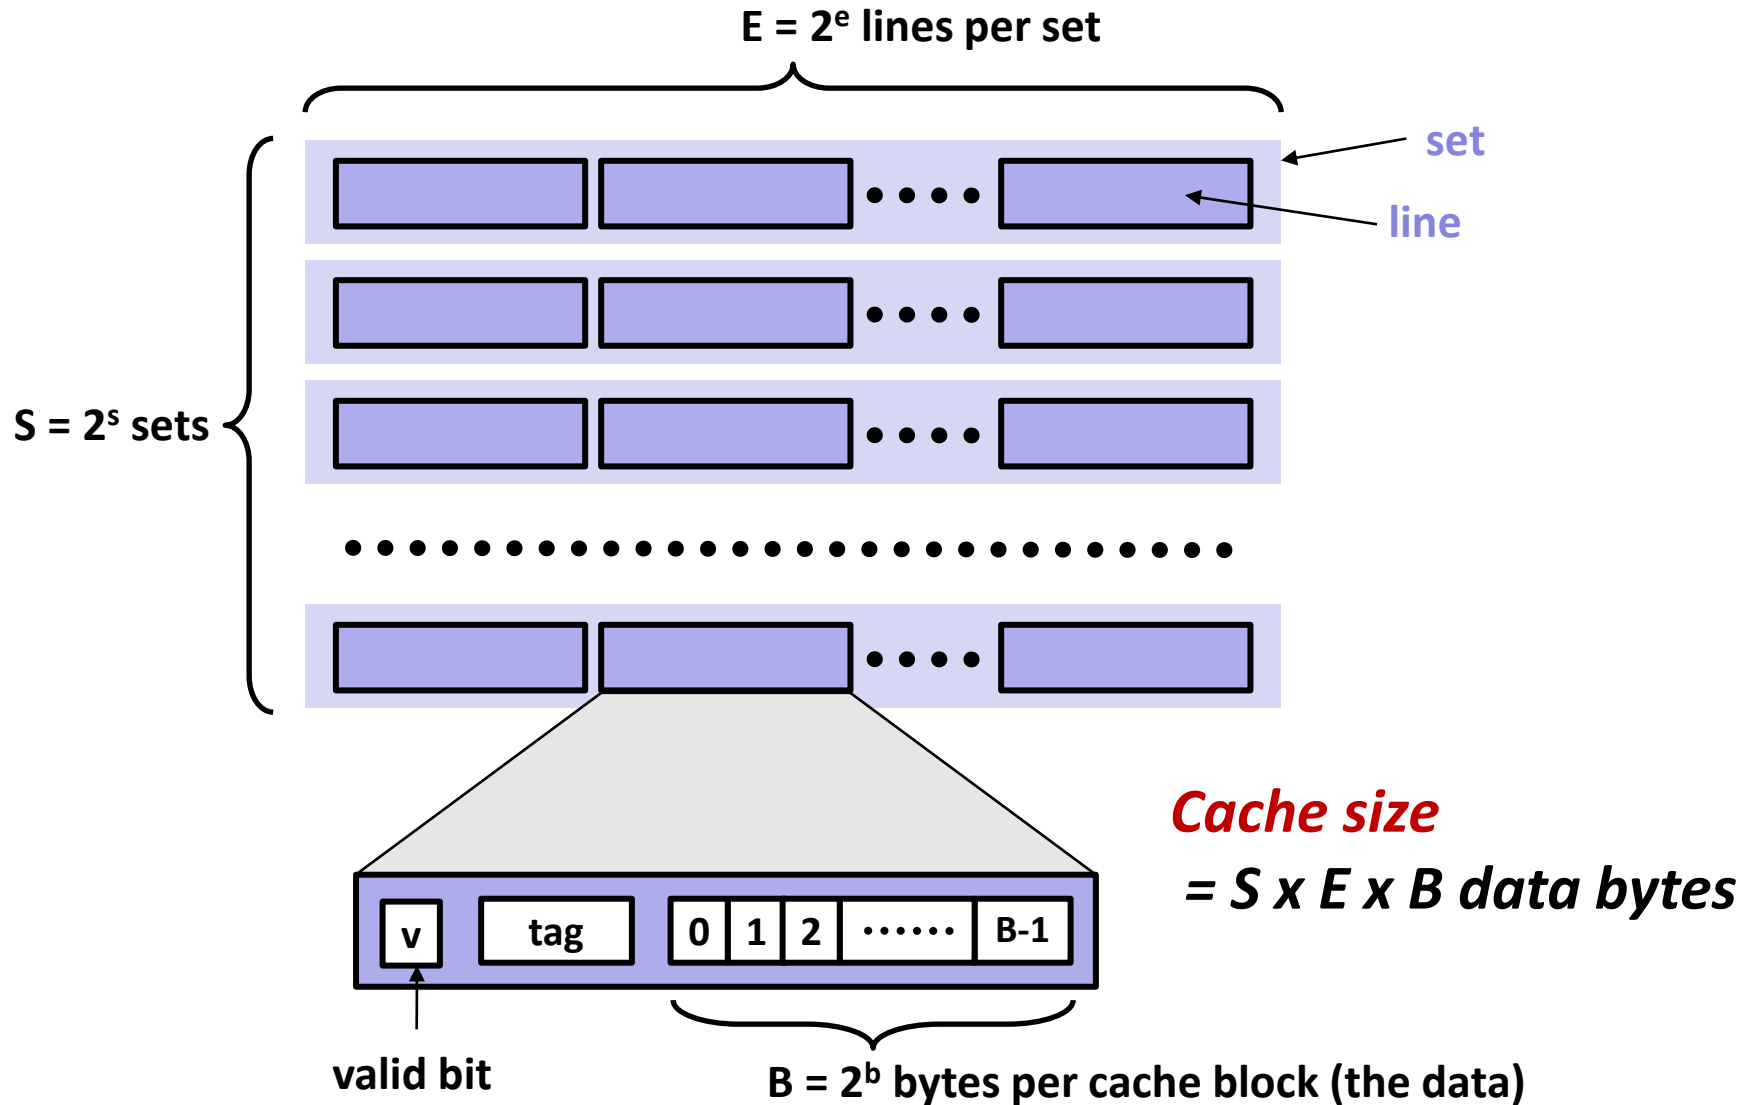 E = 2ᵉ lines per set
set
line
S = 2ˢ sets
Cache size
= S x E x B data bytes
v
tag
0 1 2 •••••• B-1
valid bit
B = 2ᵇ bytes per cache block (the data)